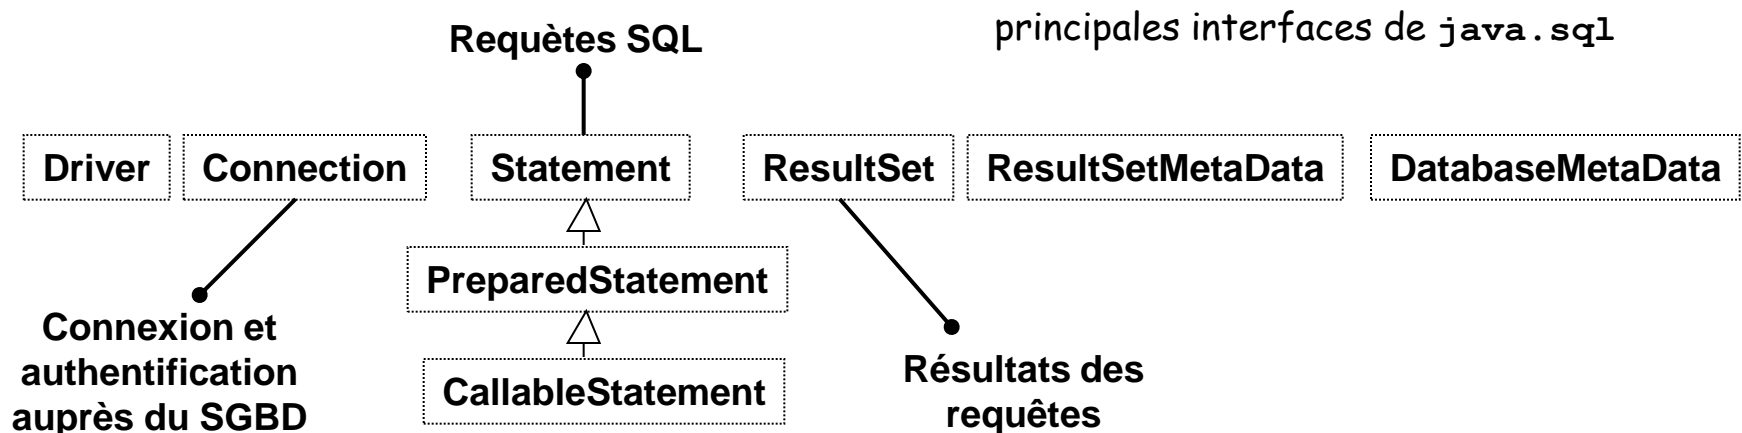 principales interfaces de java.sql
Requètes SQL
Driver
Connection
Statement
ResultSet
ResultSetMetaData
DatabaseMetaData
PreparedStatement
CallableStatement
Connexion et
authentification
auprès du SGBD
Résultats des
requêtes